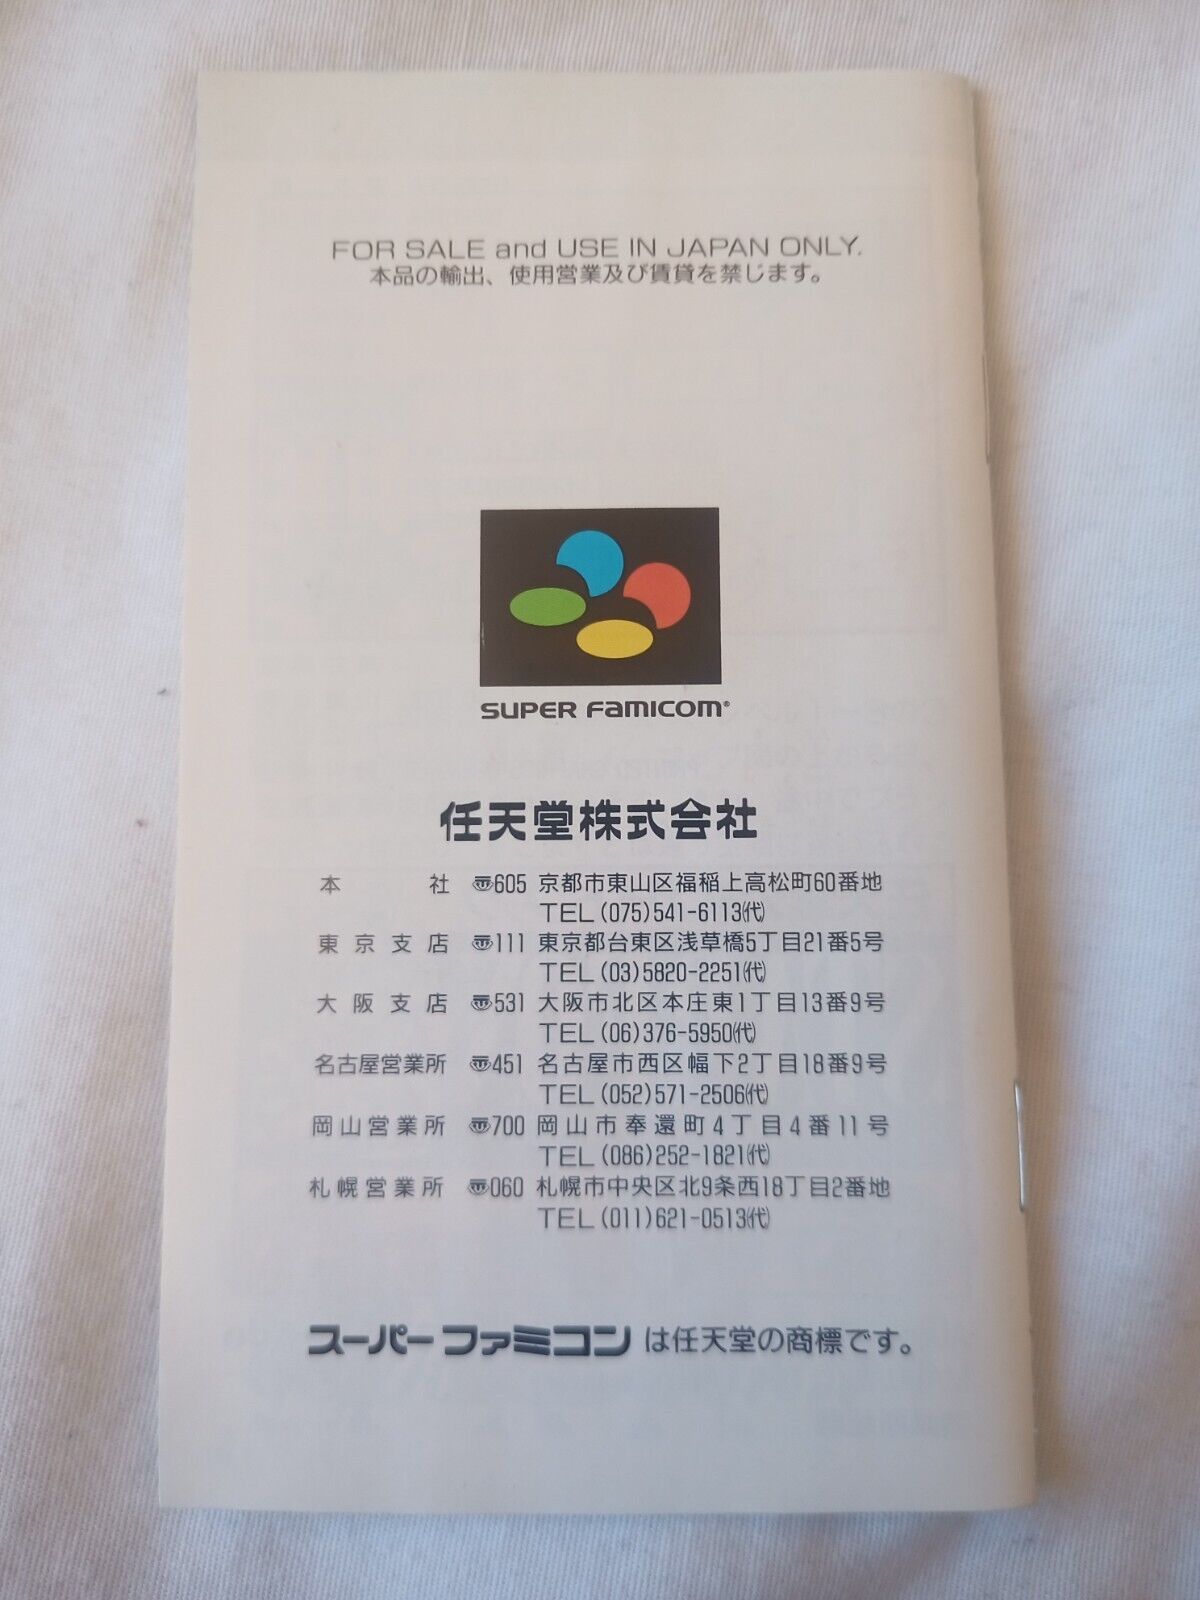 FOR SALE and USE IN JAPAN ONLY.
本品の輸出、使用営業及び賃貸を禁じます。
SUPER FAMICOM®
任天堂株式会社
本社 〠605 京都市東山区福稲上高松町60番地
TEL(075)541-6113㈹
東京支店 〠111 東京都台東区浅草橋5丁目21番5号
TEL(03)5820-2251㈹
大阪支店 〠531 大阪市北区本庄東1丁目13番9号
TEL(06)376-5950㈹
名古屋営業所 〠451 名古屋市西区幅下2丁目18番9号
TEL(052)571-2506㈹
岡山営業所 〠700 岡山市奉還町4丁目4番11号
TEL(086)252-1821㈹
札幌営業所 〠060 札幌市中央区北9条西18丁目2番地
TEL(011)621-0513㈹
スーパーファミコンは任天堂の商標です。